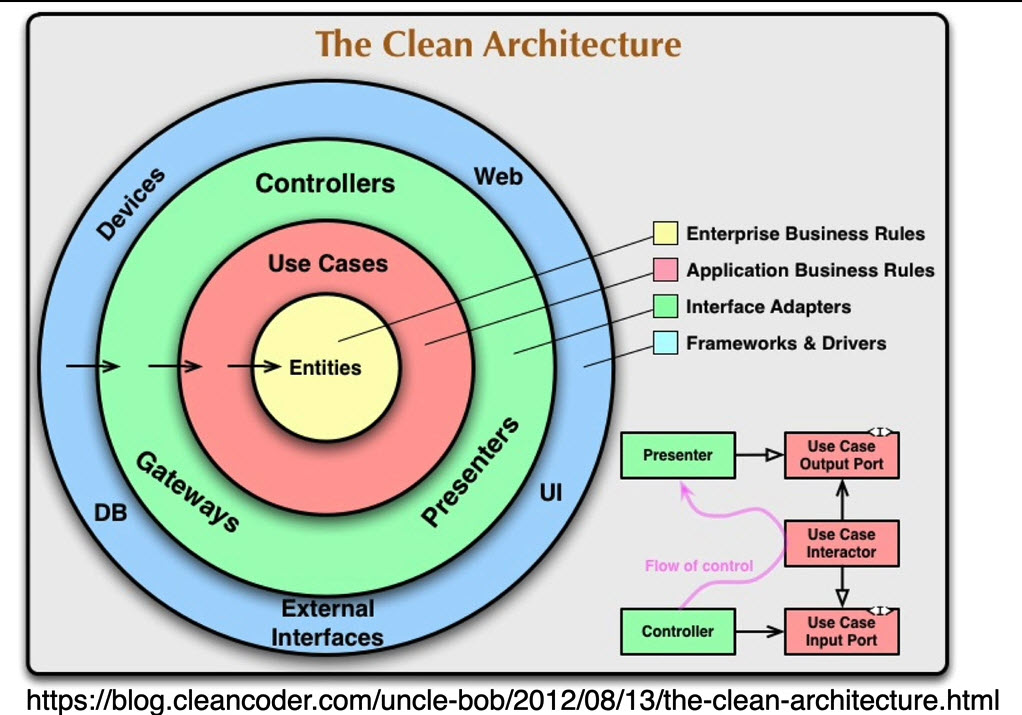 The Clean Architecture
Devices
Web
Controllers
Use Cases
Entities
Gateways
Presenters
DB
UI
External
Interfaces
Enterprise Business Rules
Application Business Rules
Interface Adapters
Frameworks & Drivers
Presenter
<I>
Use Case
Output Port
Use Case
Interactor
Flow of control
Controller
<I>
Use Case
Input Port
https://blog.cleancoder.com/uncle-bob/2012/08/13/the-clean-architecture.html